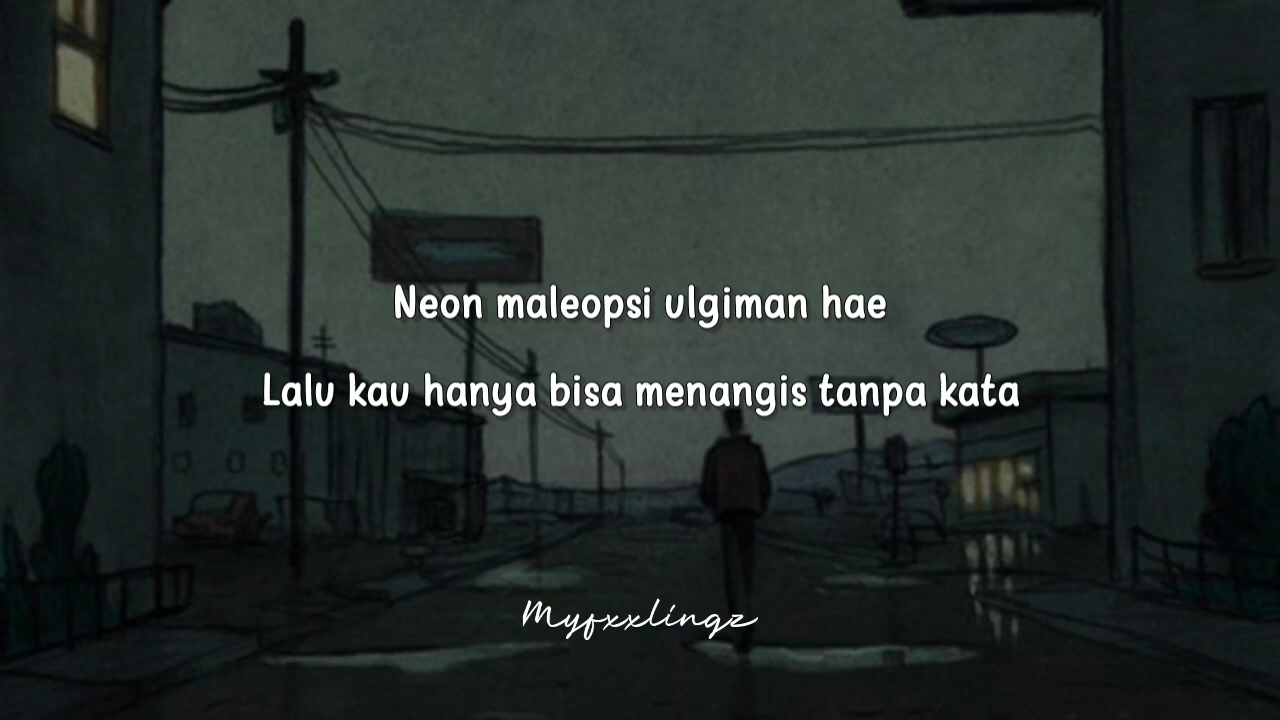 Neon maleopsi ulgiman hae
Lalu kau hanya bisa menangis tanpa kata
Myfxxlingz